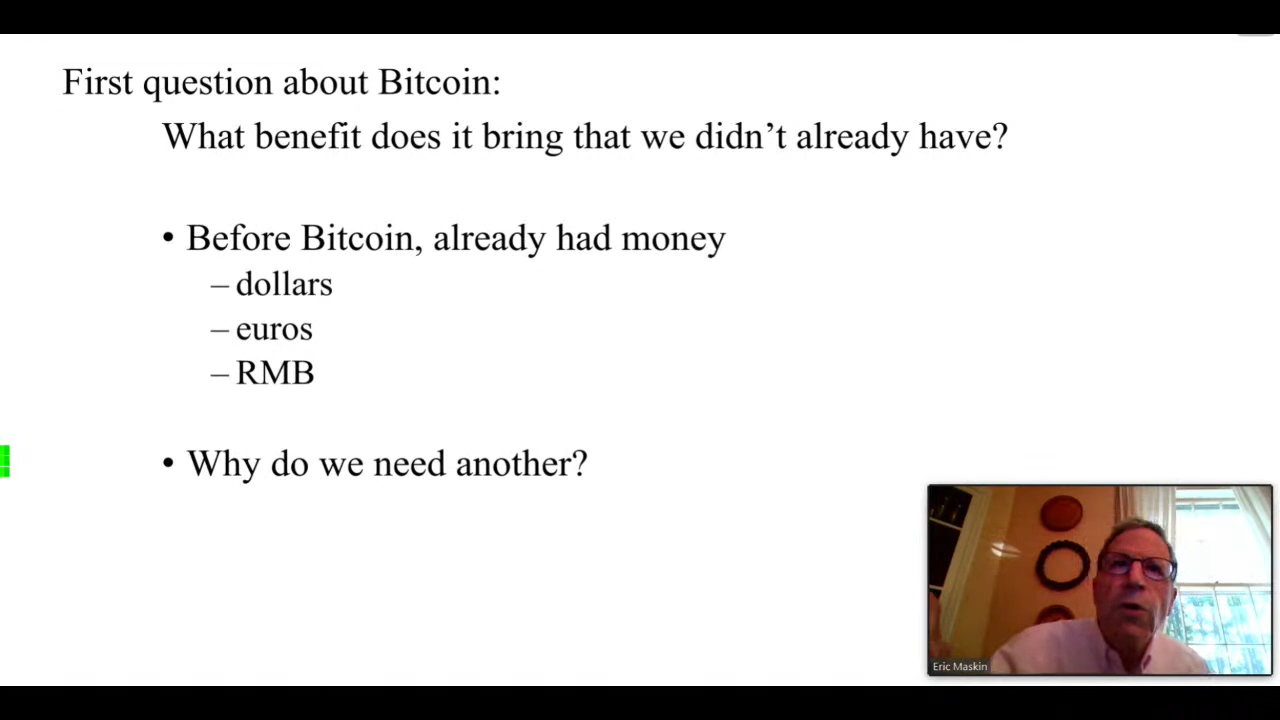 First question about Bitcoin:
What benefit does it bring that we didn’t already have?
• Before Bitcoin, already had money
– dollars
– euros
– RMB
• Why do we need another?
Eric Maskin